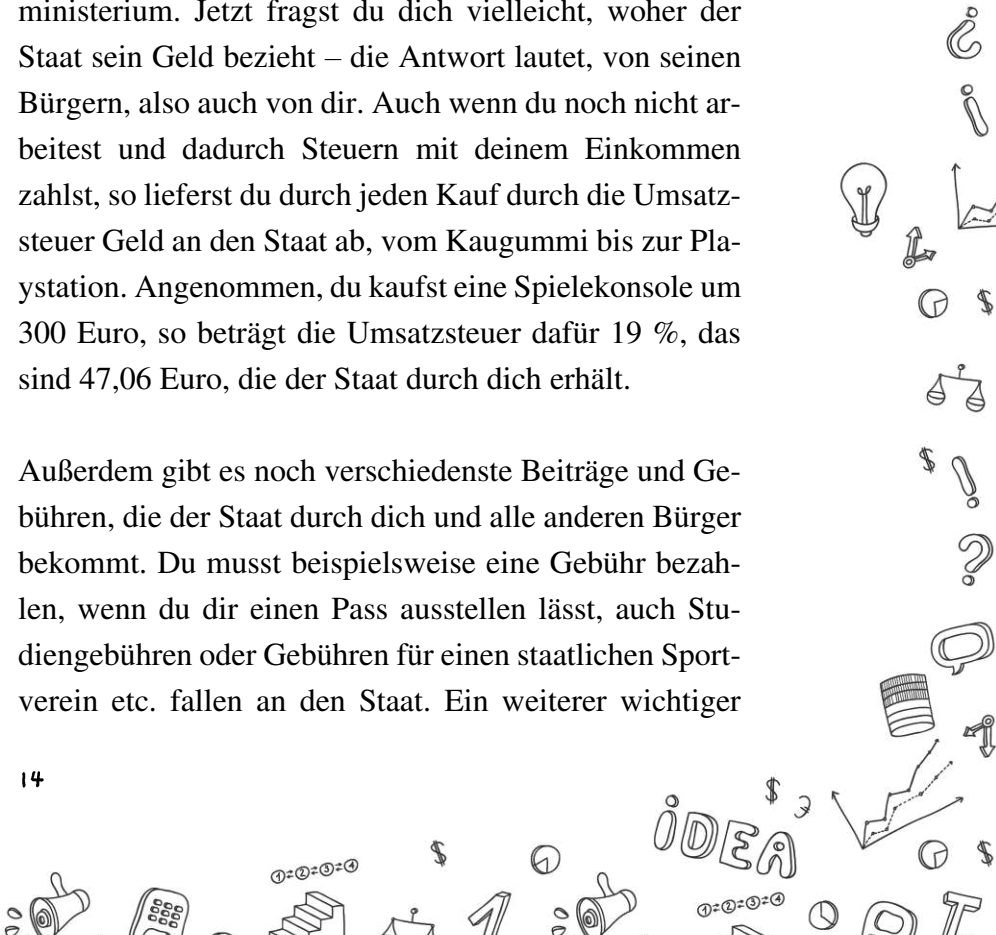 ministerium. Jetzt fragst du dich vielleicht, woher der
Staat sein Geld bezieht – die Antwort lautet, von seinen
Bürgern, also auch von dir. Auch wenn du noch nicht ar-
beitest und dadurch Steuern mit deinem Einkommen
zahlst, so lieferst du durch jeden Kauf durch die Umsatz-
steuer Geld an den Staat ab, vom Kaugummi bis zur Pla-
ystation. Angenommen, du kaufst eine Spielekonsole um
300 Euro, so beträgt die Umsatzsteuer dafür 19 %, das
sind 47,06 Euro, die der Staat durch dich erhält.
Außerdem gibt es noch verschiedenste Beiträge und Ge-
bühren, die der Staat durch dich und alle anderen Bürger
bekommt. Du musst beispielsweise eine Gebühr bezah-
len, wenn du dir einen Pass ausstellen lässt, auch Stu-
diengebühren oder Gebühren für einen staatlichen Sport-
verein etc. fallen an den Staat. Ein weiterer wichtiger
14
iDEA